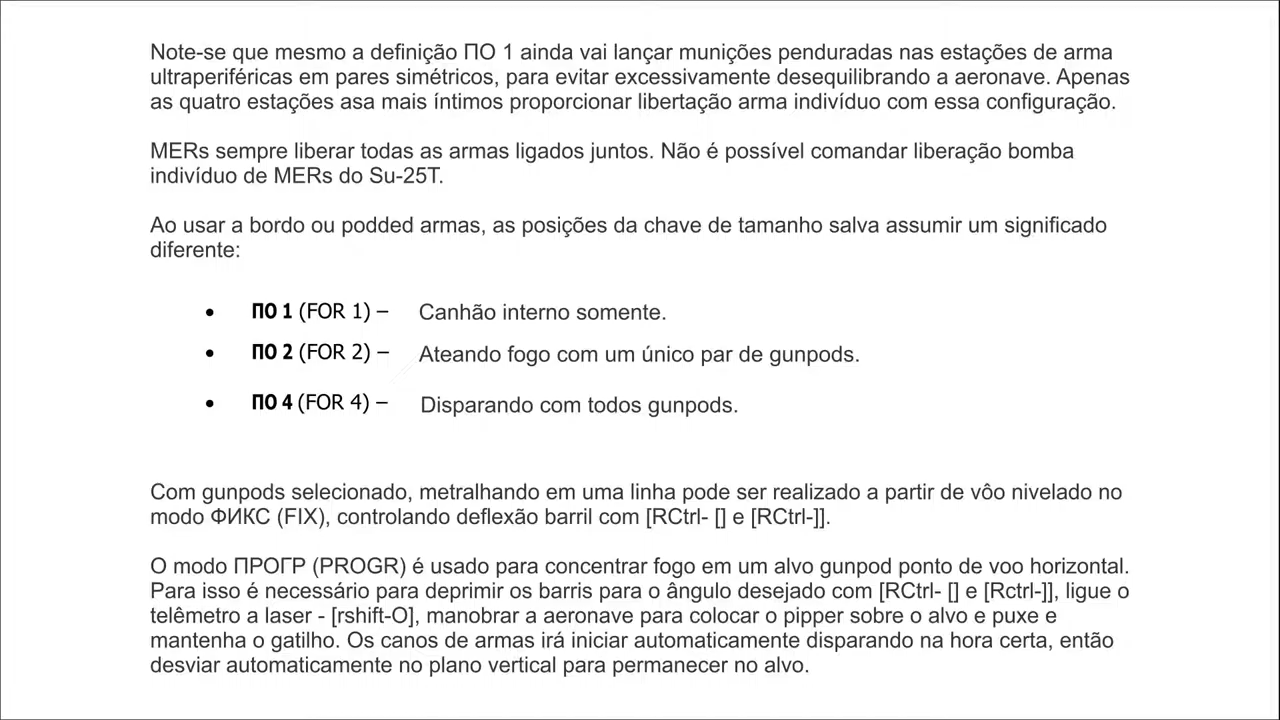 Note-se que mesmo a definição ПО 1 ainda vai lançar munições penduradas nas estações de arma
ultraperiféricas em pares simétricos, para evitar excessivamente desequilibrando a aeronave. Apenas
as quatro estações asa mais íntimos proporcionar libertação arma indivíduo com essa configuração.
MERs sempre liberar todas as armas ligados juntos. Não é possível comandar liberação bomba
indivíduo de MERs do Su-25T.
Ao usar a bordo ou podded armas, as posições da chave de tamanho salva assumir um significado
diferente:
• ПО 1 (FOR 1) – Canhão interno somente.
• ПО 2 (FOR 2) – Ateando fogo com um único par de gunpods.
• ПО 4 (FOR 4) – Disparando com todos gunpods.
Com gunpods selecionado, metralhando em uma linha pode ser realizado a partir de vôo nivelado no
modo ФИКС (FIX), controlando deflexão barril com [RCtrl- [] e [RCtrl-]].
O modo ПРОГР (PROGR) é usado para concentrar fogo em um alvo gunpod ponto de voo horizontal.
Para isso é necessário para deprimir os barris para o ângulo desejado com [RCtrl- [] e [Rctrl-]], ligue o
telêmetro a laser - [rshift-O], manobrar a aeronave para colocar o pipper sobre o alvo e puxe e
mantenha o gatilho. Os canos de armas irá iniciar automaticamente disparando na hora certa, então
desviar automaticamente no plano vertical para permanecer no alvo.